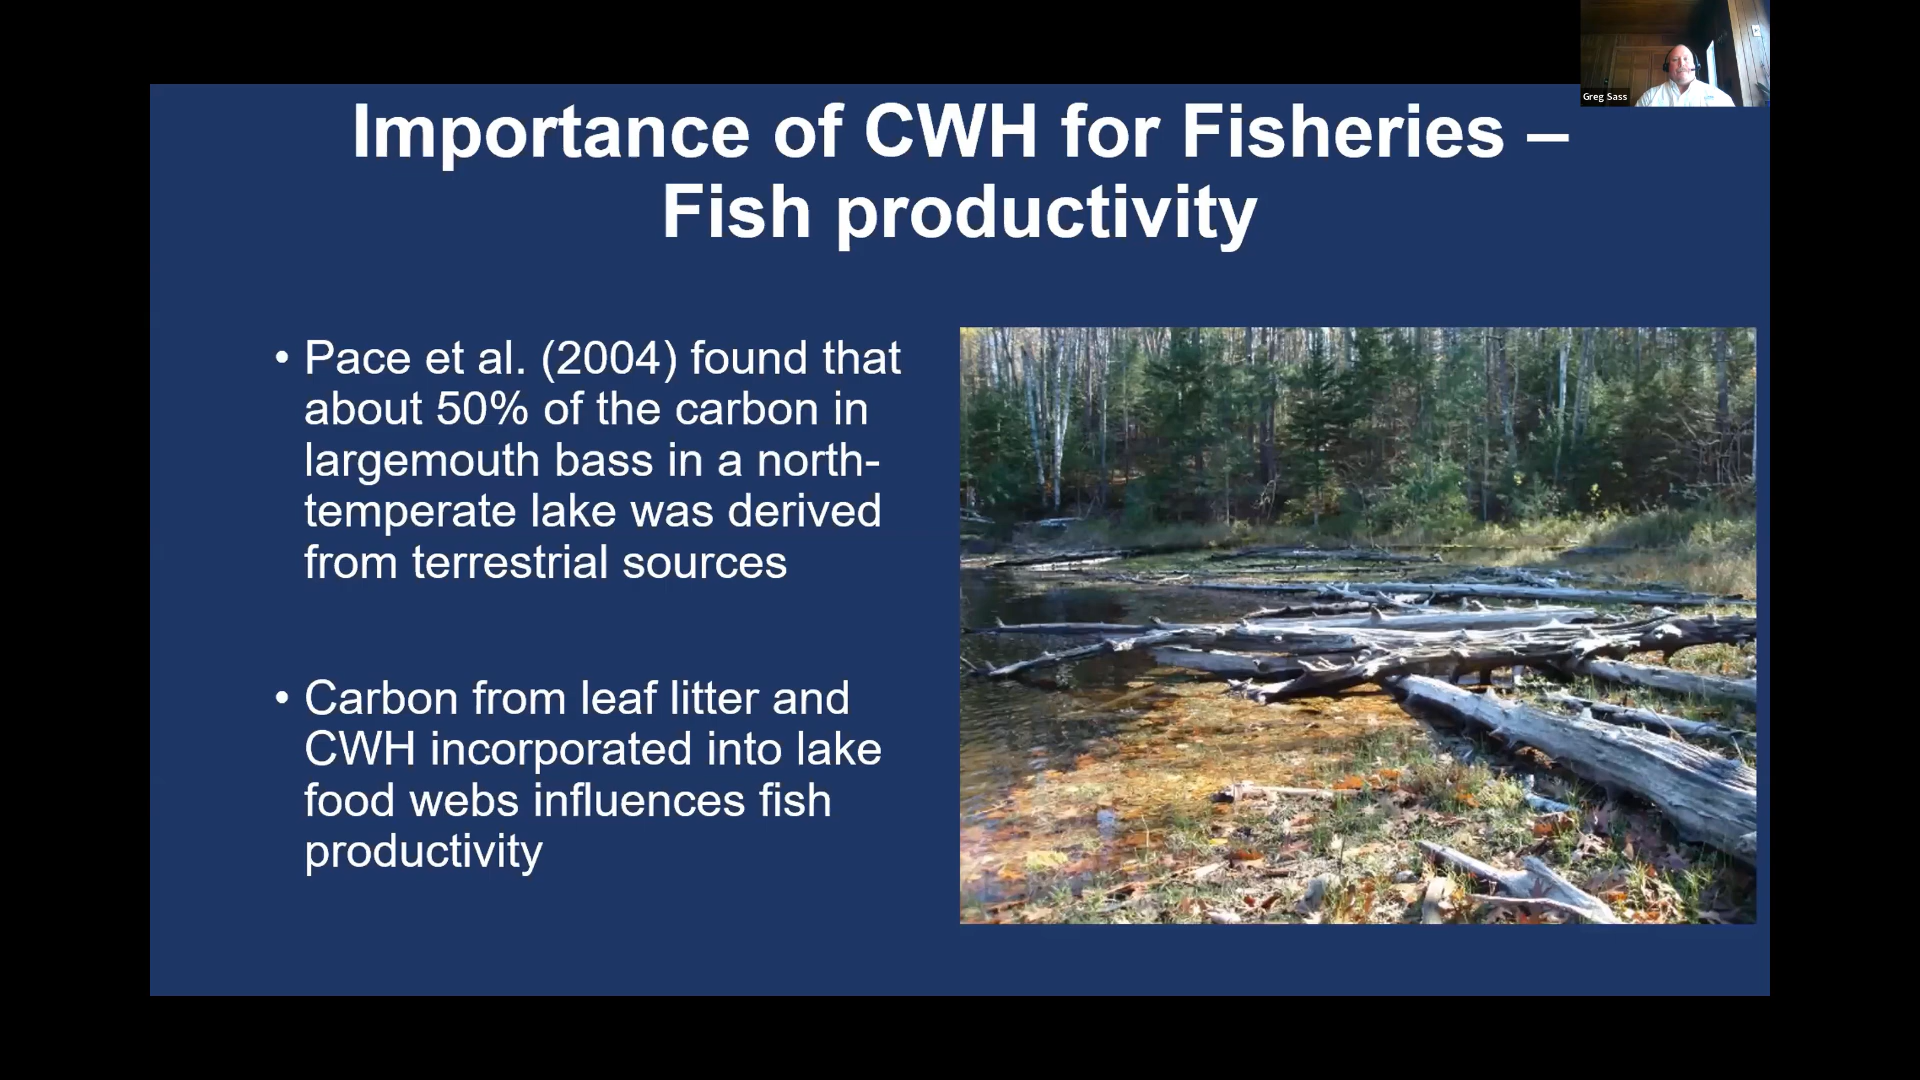 Greg Sass
Importance of CWH for Fisheries –
Fish productivity
• Pace et al. (2004) found that
about 50% of the carbon in
largemouth bass in a north-
temperate lake was derived
from terrestrial sources
• Carbon from leaf litter and
CWH incorporated into lake
food webs influences fish
productivity